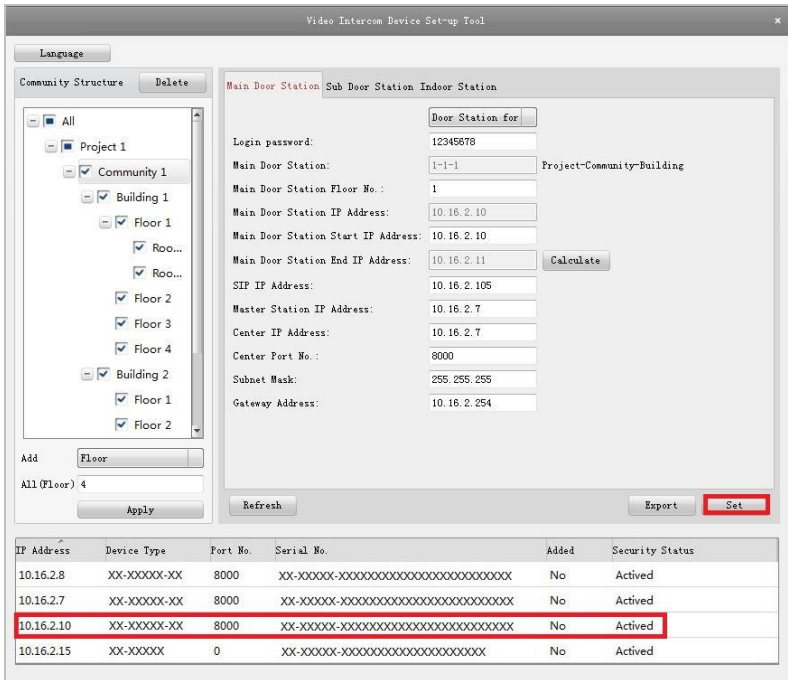 Video Intercom Device Set-up Tool
×
Language
Community Structure
Delete
All
Project 1
Community 1
Building 1
Floor 1
Roo...
Roo...
Floor 2
Floor 3
Floor 4
Building 2
Floor 1
Floor 2
Add Floor
All(Floor) 4
Apply
Main Door Station Sub Door Station Indoor Station
Door Station for
Login password: 12345678
Main Door Station: 1-1-1 Project-Community-Building
Main Door Station Floor No.: 1
Main Door Station IP Address: 10.16.2.10
Main Door Station Start IP Address: 10.16.2.10
Main Door Station End IP Address: 10.16.2.11 Calculate
SIP IP Address: 10.16.2.105
Master Station IP Address: 10.16.2.7
Center IP Address: 10.16.2.7
Center Port No.: 8000
Subnet Mask: 255.255.255
Gateway Address: 10.16.2.254
Refresh Export Set
IP Address Device Type Port No. Serial No. Added Security Status
10.16.2.8 XX-XXXXX-XX 8000 XX-XXXXX-XXXXXXXXXXXXXXXXXXXXXXXXXX No Actived
10.16.2.7 XX-XXXXX-XX 8000 XX-XXXXX-XXXXXXXXXXXXXXXXXXXXXXXXXX No Actived
10.16.2.10 XX-XXXXX-XX 8000 XX-XXXXX-XXXXXXXXXXXXXXXXXXXXXXXXXX No Actived
10.16.2.15 XX-XXXXX 0 XX-XXXXX-XXXXXXXXXXXXXXXXXXXXXX No Actived